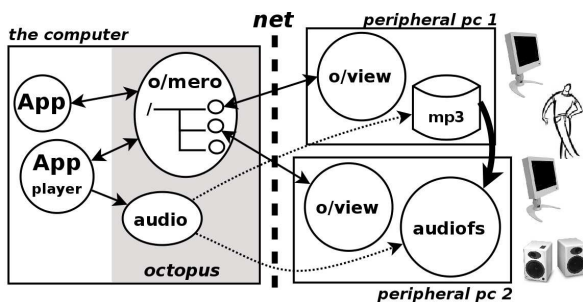 the computer
net
peripheral pc 1
o/mero
/
App
App
player
audio
octopus
o/view
mp3
o/view
audiofs
peripheral pc 2